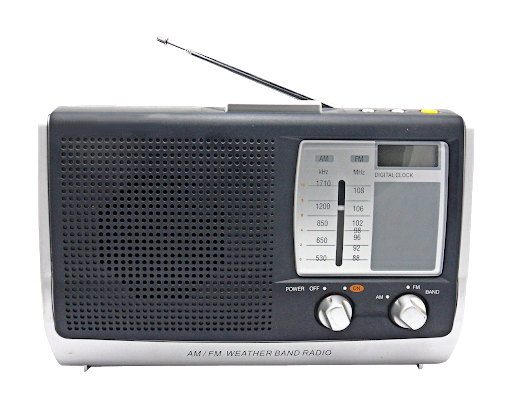 AM FM
kHz MHz
DIGITAL CLOCK
1710 108
1200 106
850 102
98
650 96
92
530 88
POWER OFF ON
AM FM BAND
AM / FM WEATHER BAND RADIO